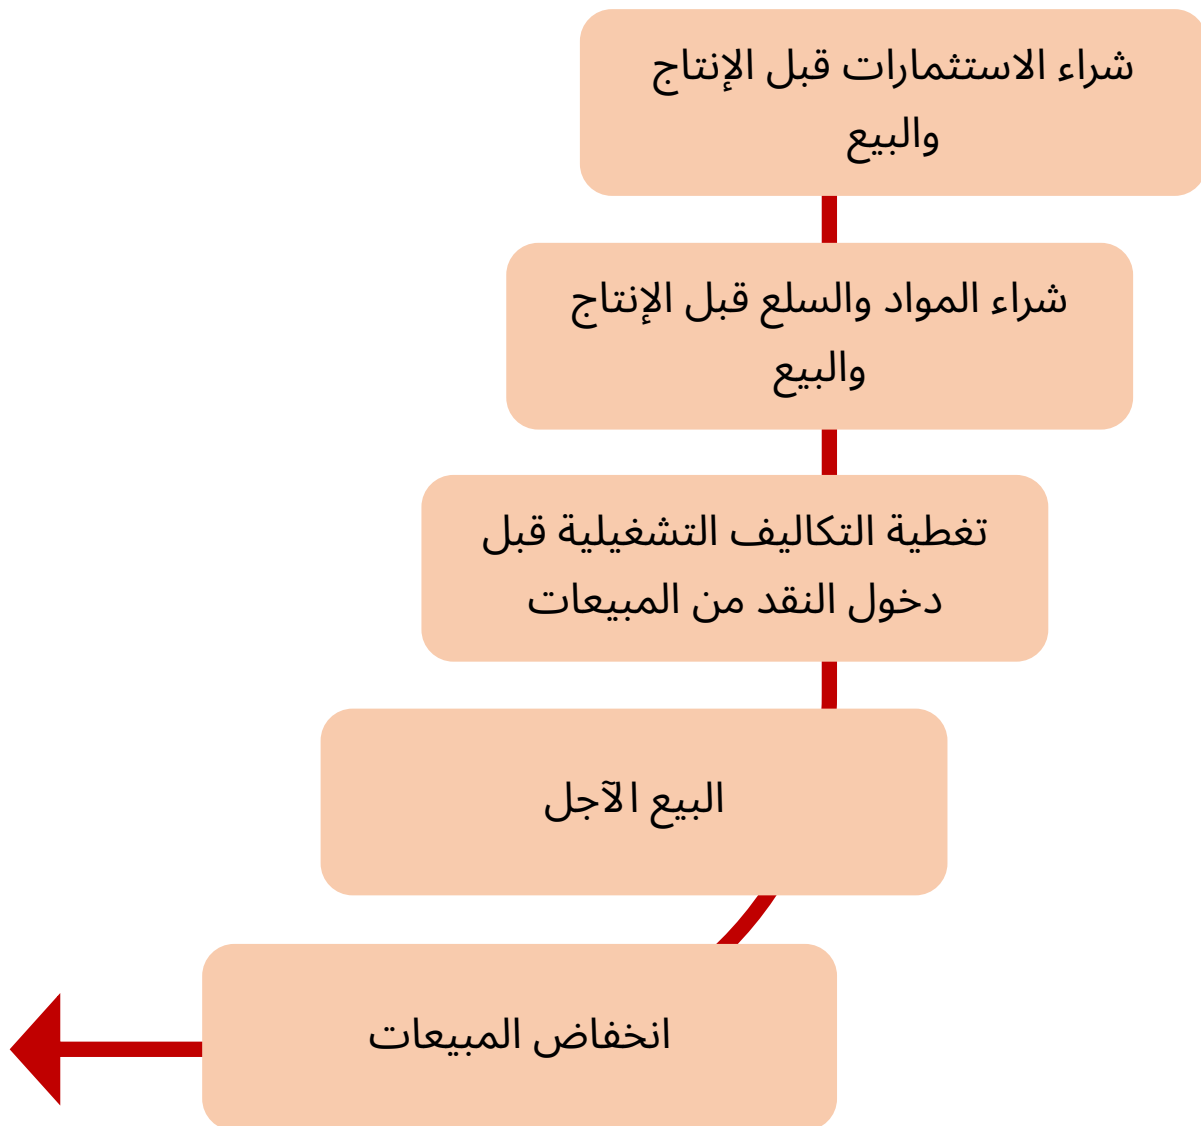 شراء الاستثمارات قبل الإنتاج
والبيع
شراء المواد والسلع قبل الإنتاج
والبيع
تغطية التكاليف التشغيلية قبل
دخول النقد من المبيعات
البيع الآجل
انخفاض المبيعات